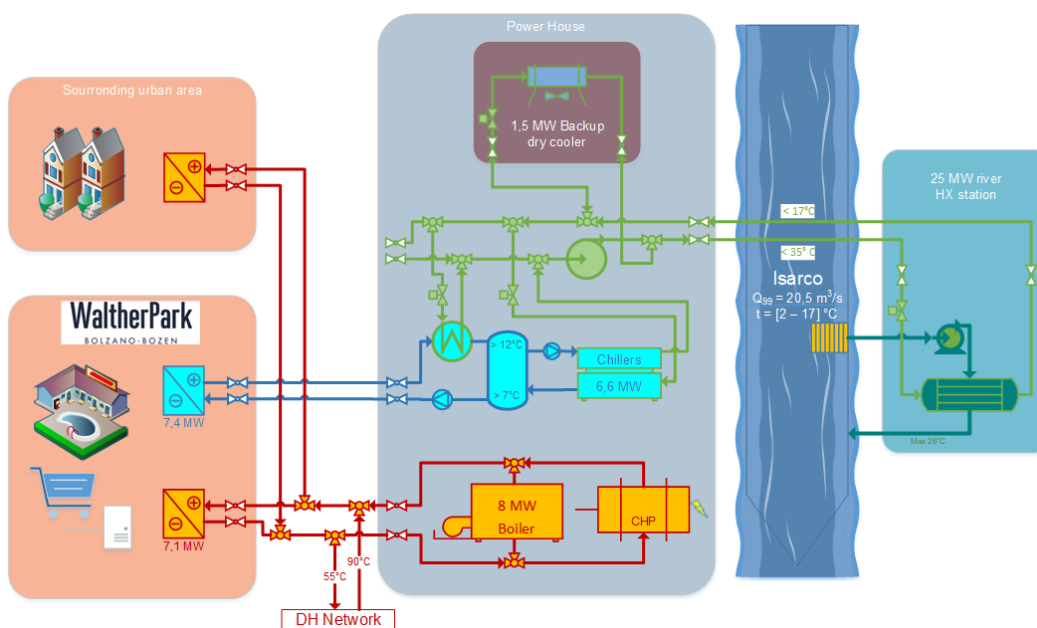 Power House
Sourronding urban area
1,5 MW Backup
dry cooler
25 MW river
HX station
< 17°C
< 35° C
Isarco
Q99 = 20,5 m³/s
t = [2 – 17] °C
WaltherPark
BOLZANO-BOZEN
> 12°C
> 7°C
Chillers
6,6 MW
7,4 MW
Max 26°C
8 MW
Boiler
CHP
7,1 MW
55°C
90°C
DH Network